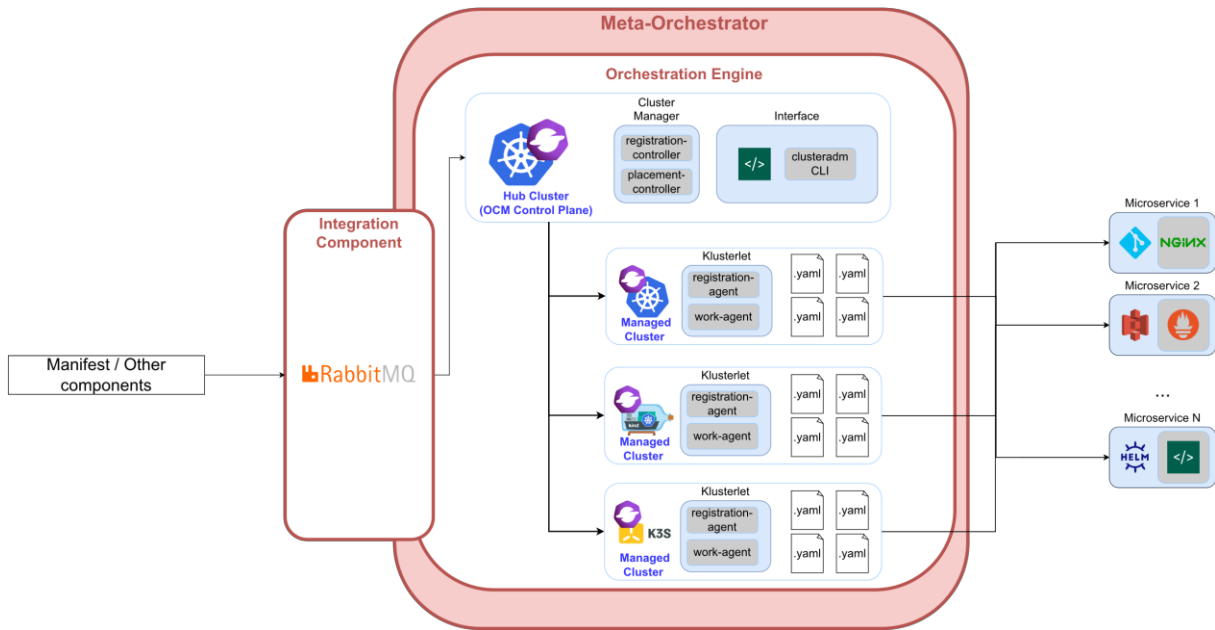 Meta-Orchestrator
Orchestration Engine
Cluster
Manager
registration-
controller
placement-
controller
Interface
</>
clusteradm
CLI
Hub Cluster
(OCM Control Plane)
Integration
Component
RabbitMQ
Manifest / Other
components
Klusterlet
registration-
agent
work-agent
Managed
Cluster
.yaml
.yaml
.yaml
.yaml
Klusterlet
registration-
agent
work-agent
Managed
Cluster
.yaml
.yaml
.yaml
.yaml
Klusterlet
registration-
agent
work-agent
K3S
Managed
Cluster
.yaml
.yaml
.yaml
.yaml
Microservice 1
NGINX
Microservice 2
...
Microservice N
HELM
</>